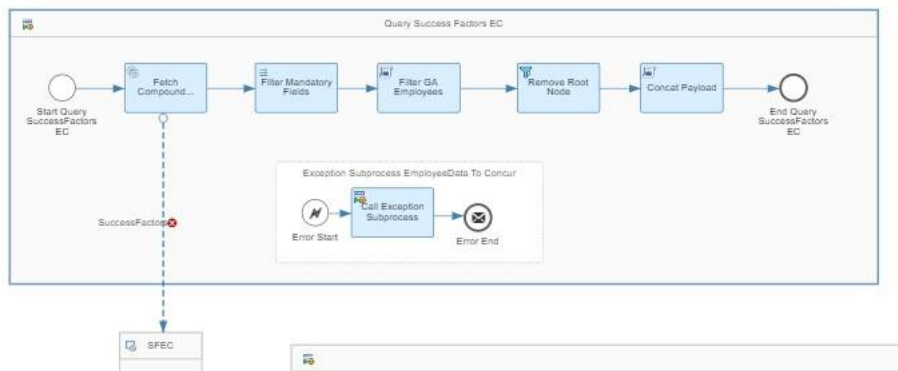 Query Success Factors EC
Fetch
Compound...
Filter Mandatory
Fields
Filter GA
Employees
Remove Root
Node
Concat Payload
Start Query
SuccessFactors
EC
End Query
SuccessFactors
EC
Exception Subprocess EmployeeData To Concur
Call Exception
Subprocess
Error Start
Error End
SuccessFactors
SFEC